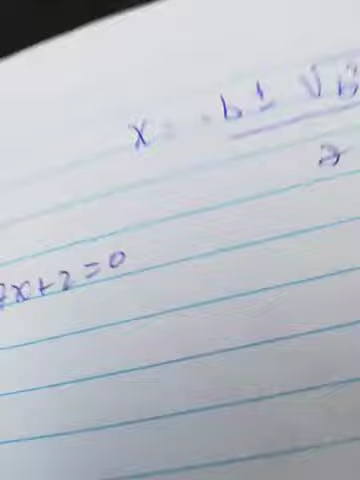 x = -b ± √b
2
x+2=0